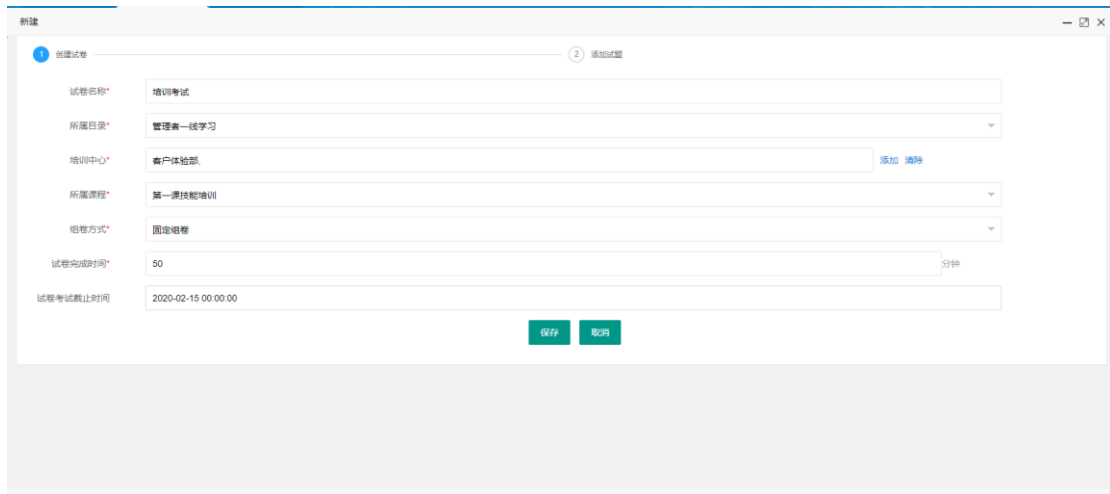 新建
1 创建试卷 2 添加试题
试卷名称* 培训考试
所属目录* 管理者一线学习
培训中心* 客户体验部, 添加 清除
所属课程* 第一课技能培训
组卷方式* 固定组卷
试卷完成时间* 50 分钟
试卷考试截止时间 2020-02-15 00:00:00
保存 取消